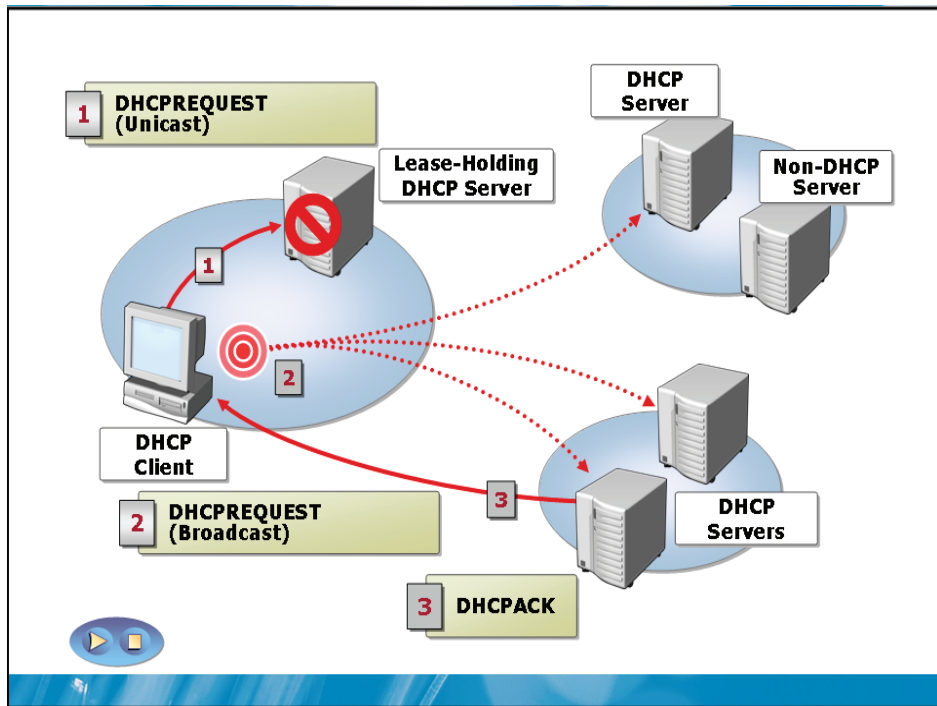 1
DHCPREQUEST
(Unicast)
Lease-Holding
DHCP Server
DHCP
Server
Non-DHCP
Server
1
2
DHCP
Client
2
DHCPREQUEST
(Broadcast)
3
DHCP
Servers
3
DHCPACK